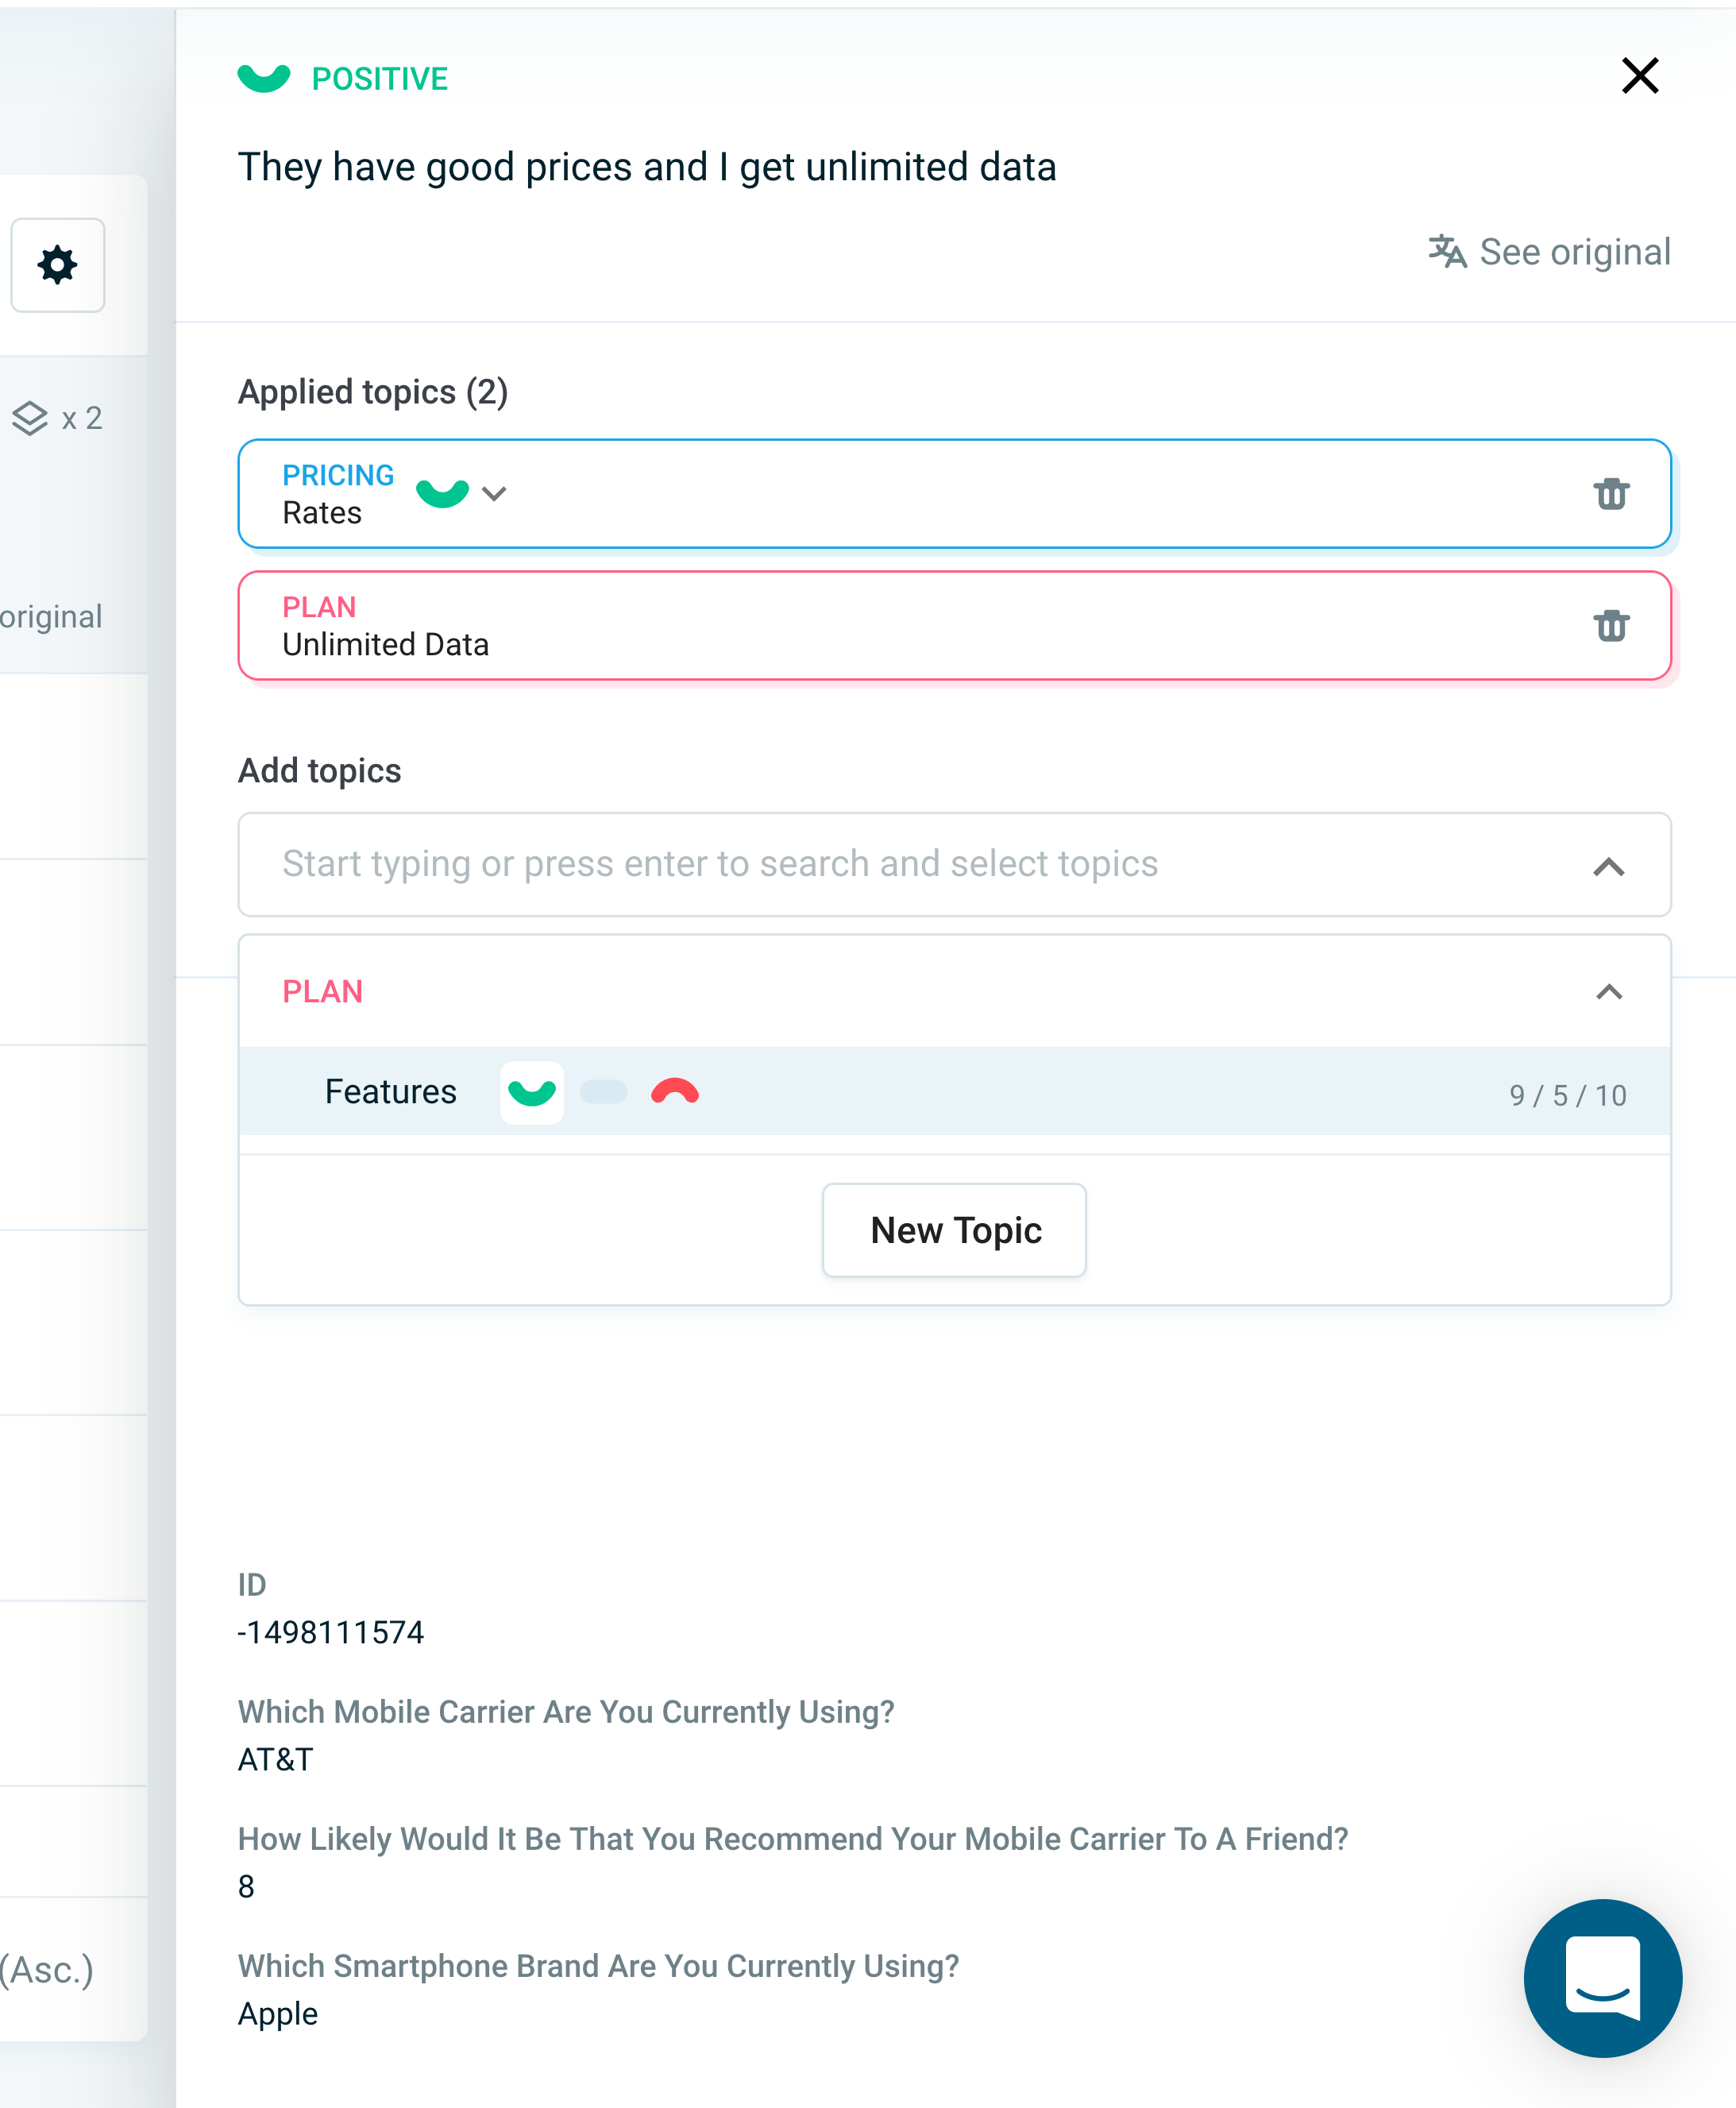 POSITIVE
They have good prices and I get unlimited data
See original
x 2
original
Applied topics (2)
PRICING
Rates
PLAN
Unlimited Data
Add topics
Start typing or press enter to search and select topics
PLAN
Features
9 / 5 / 10
New Topic
ID
-1498111574
Which Mobile Carrier Are You Currently Using?
AT&T
How Likely Would It Be That You Recommend Your Mobile Carrier To A Friend?
8
Which Smartphone Brand Are You Currently Using?
(Asc.)
Apple